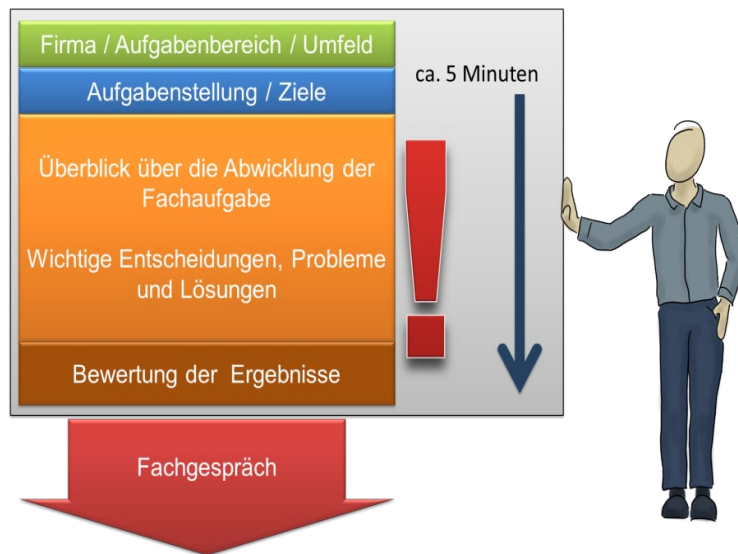 Firma / Aufgabenbereich / Umfeld
ca. 5 Minuten
Aufgabenstellung / Ziele
Überblick über die Abwicklung der
Fachaufgabe
Wichtige Entscheidungen, Probleme
und Lösungen
Bewertung der Ergebnisse
Fachgespräch